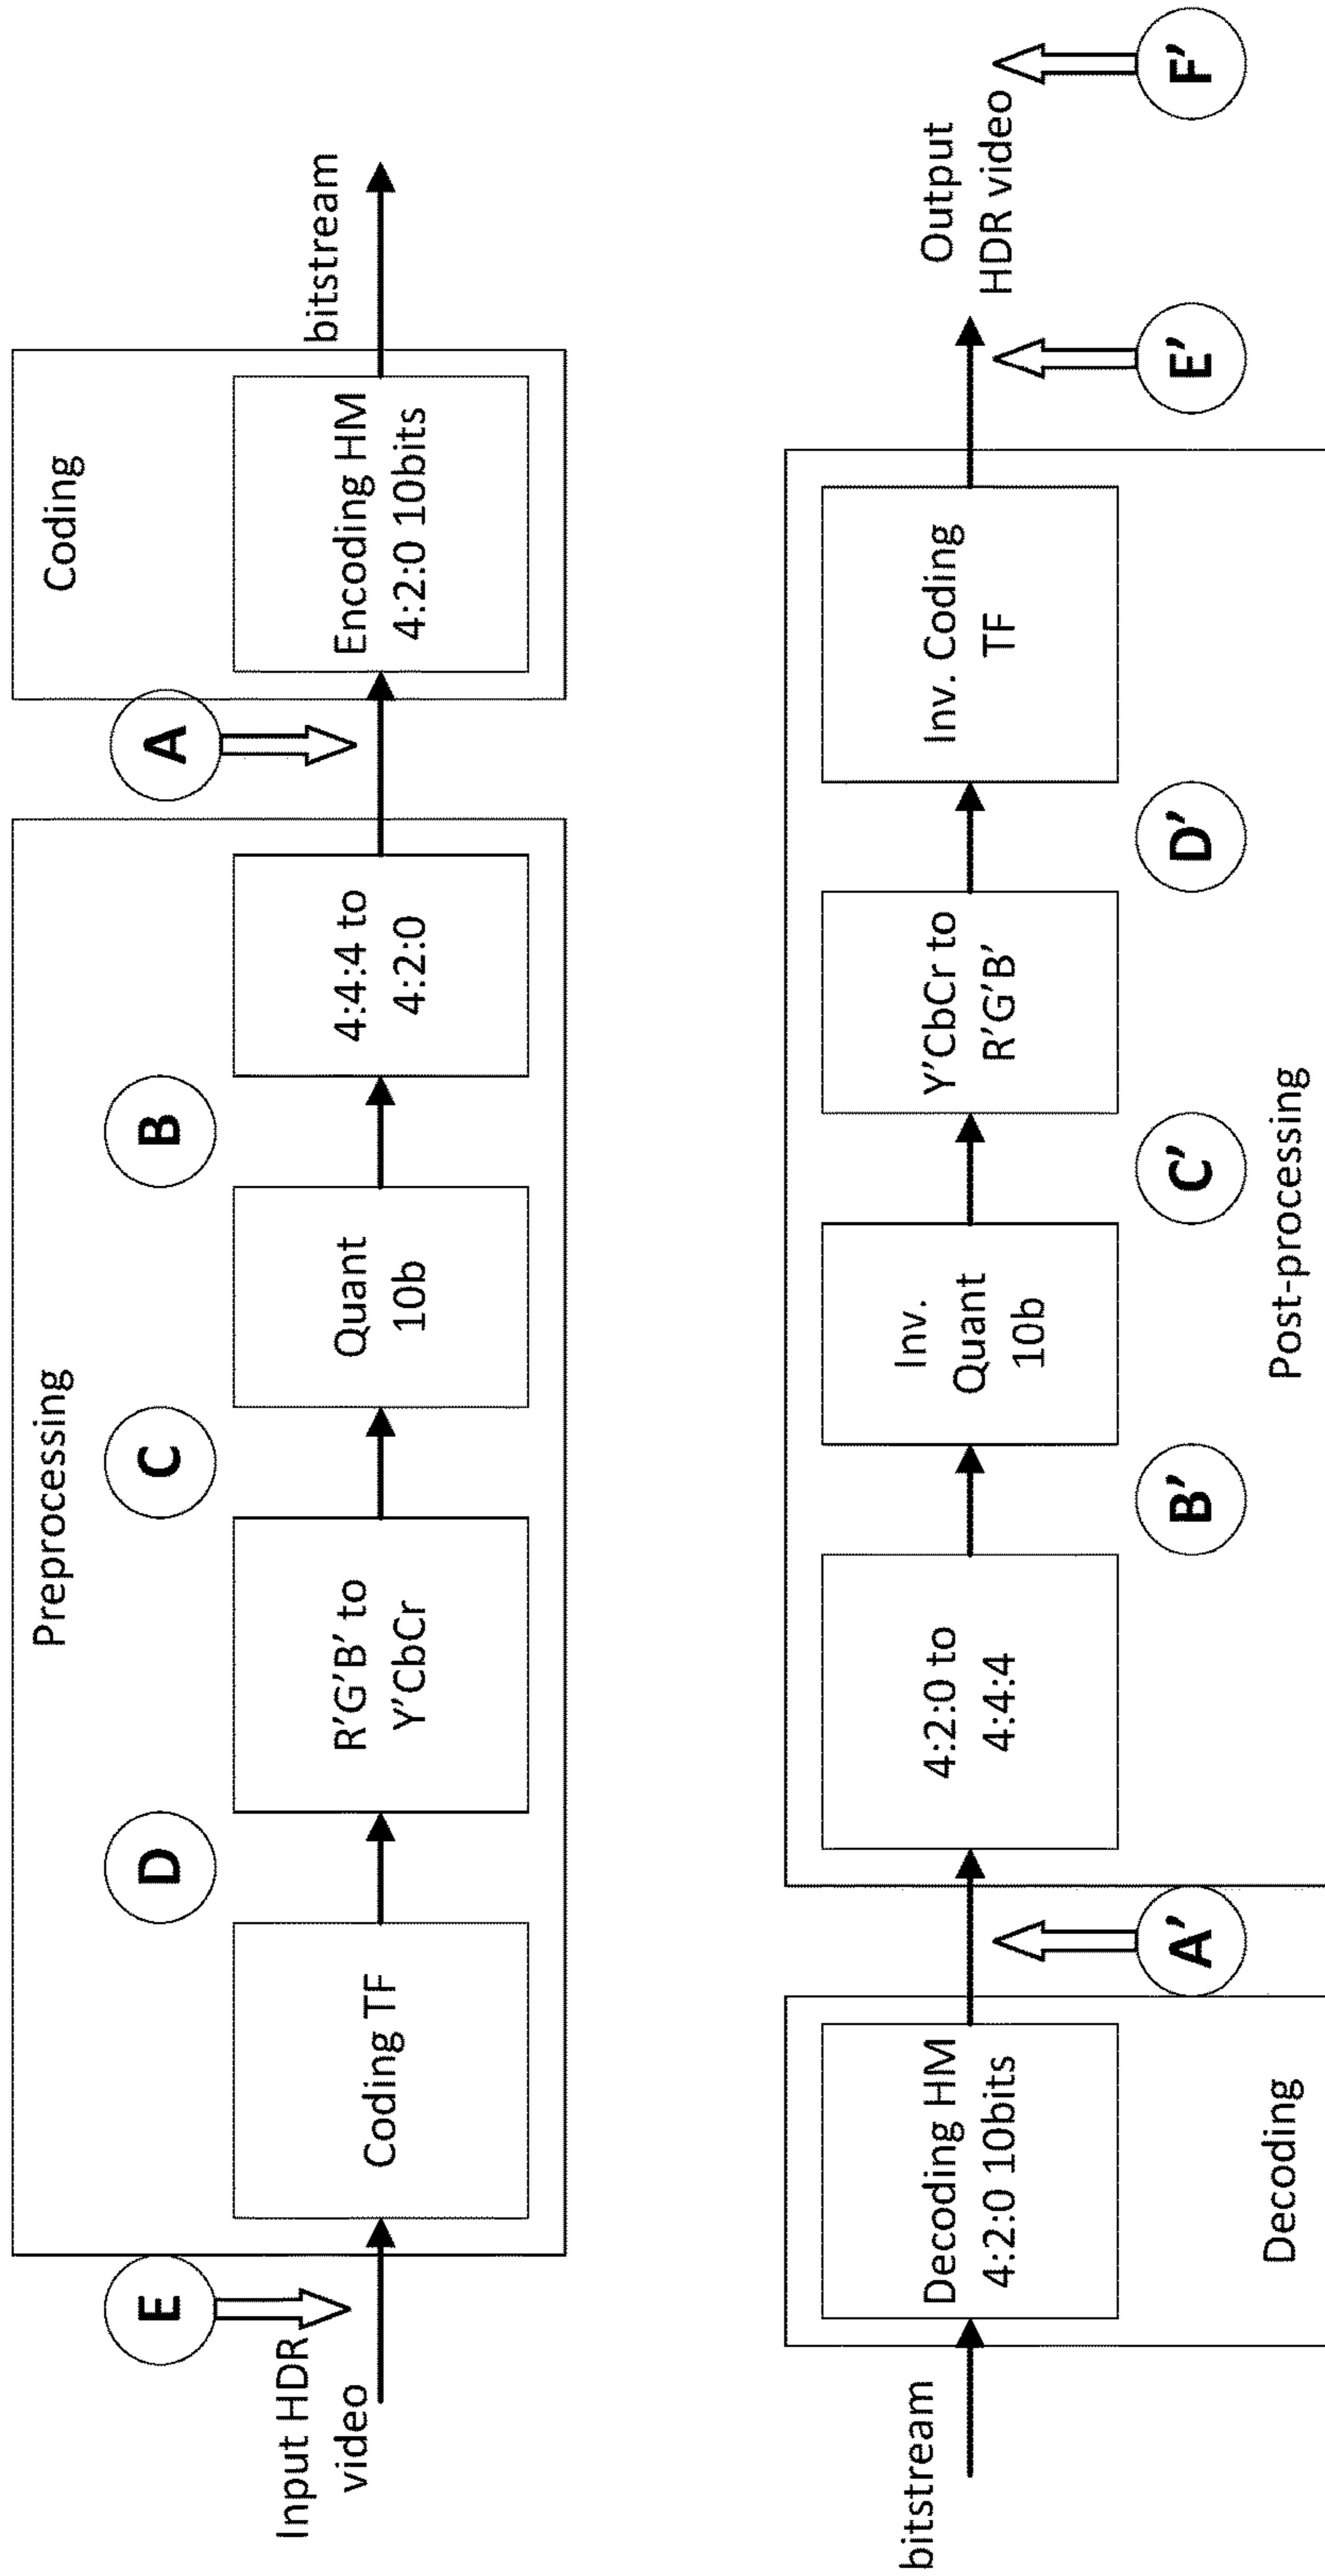 Preprocessing
Coding
E
D
C
B
A
Input HDR
video
Coding TF
R'G'B' to
Y'CbCr
Quant
10b
4:4:4 to
4:2:0
Encoding HM
4:2:0 10bits
bitstream
bitstream
Decoding HM
4:2:0 10bits
4:2:0 to
4:4:4
Inv.
Quant
10b
Y'CbCr to
R'G'B'
Inv. Coding
TF
Output
HDR video
A'
B'
C'
D'
E'
F'
Decoding
Post-processing